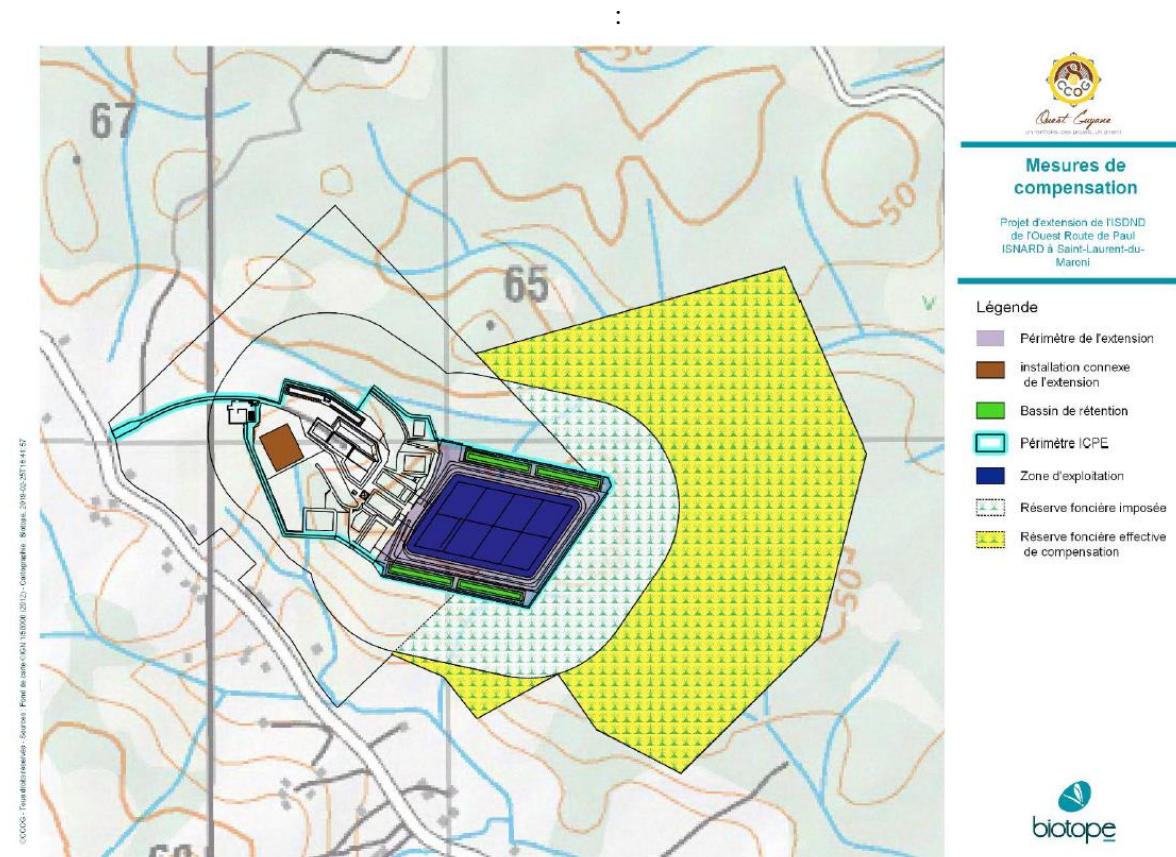 :
67
50
65
50
CCOG
Ouest Guyane
Mesures de
compensation
Projet d'extension de l'ISDND
de l'Ouest Route de Paul
ISNARD à Saint-Laurent-du-
Maroni
Légende
Périmètre de l'extension
installation connexe
de l'extension
Bassin de rétention
Périmètre ICPE
Zone d'exploitation
Réserve foncière imposée
Réserve foncière effective
de compensation
biotope